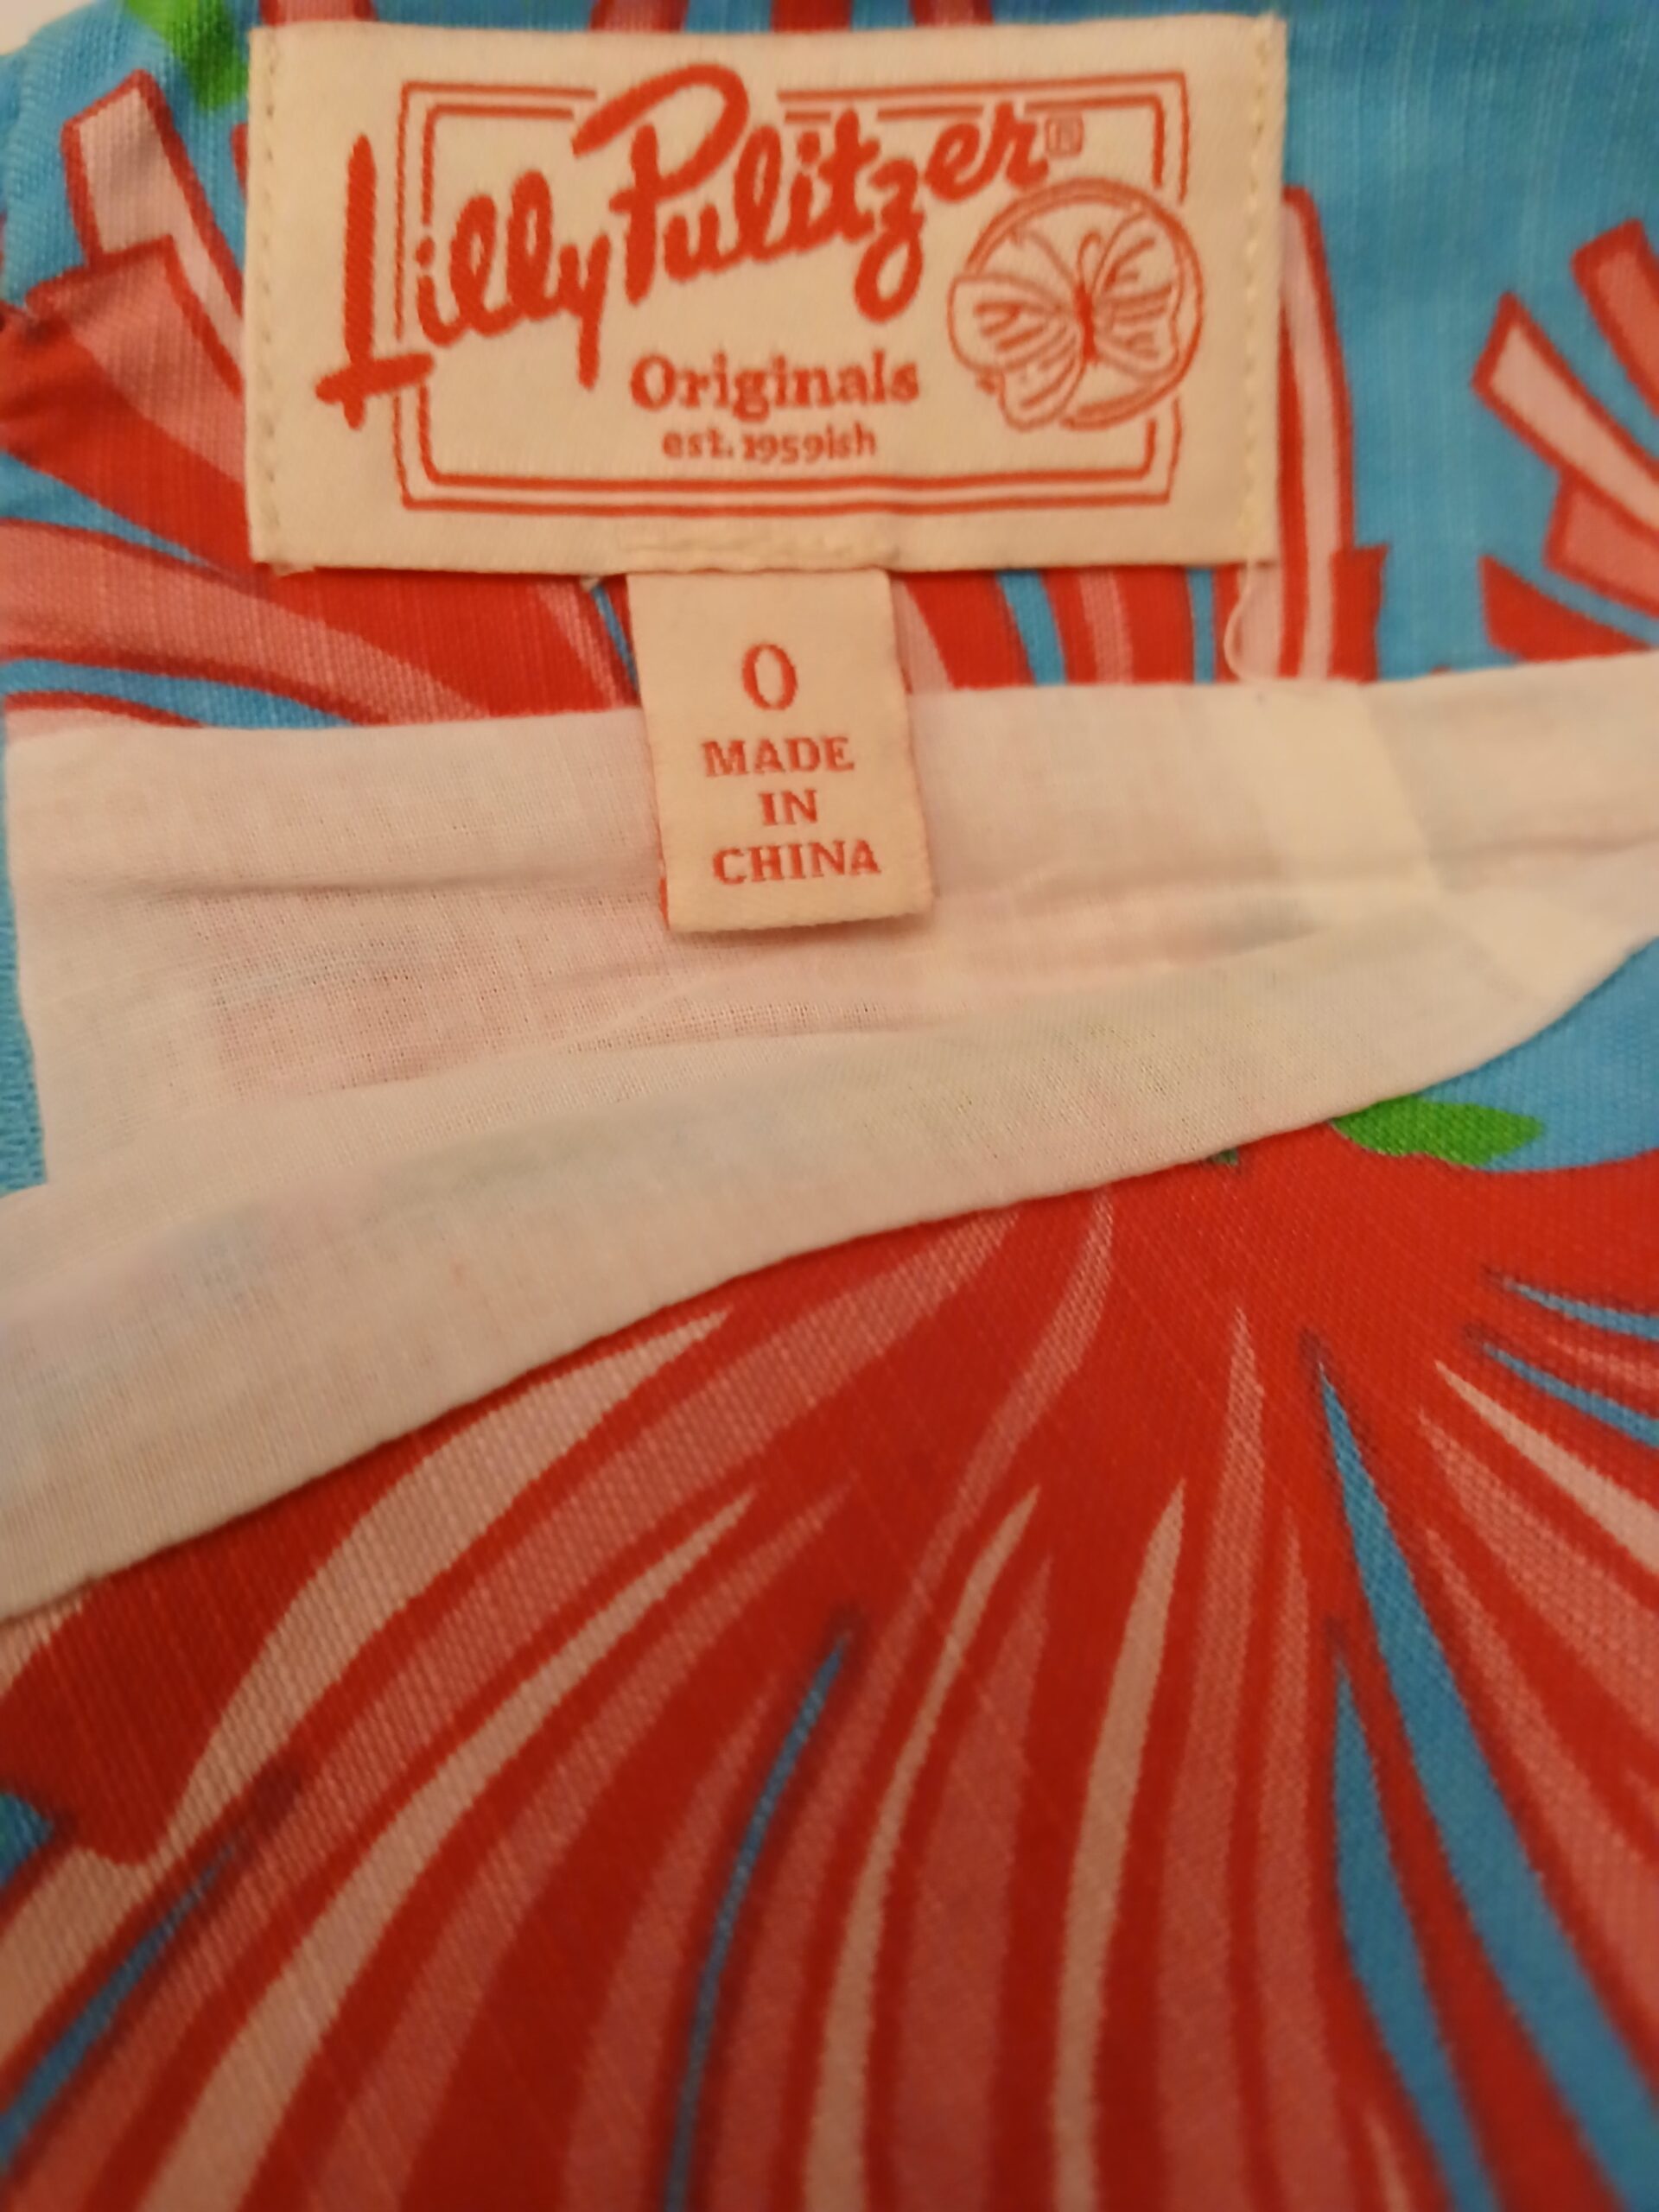 Lilly Pulitzer®
Originals
est. 1959ish
0
MADE
IN
CHINA